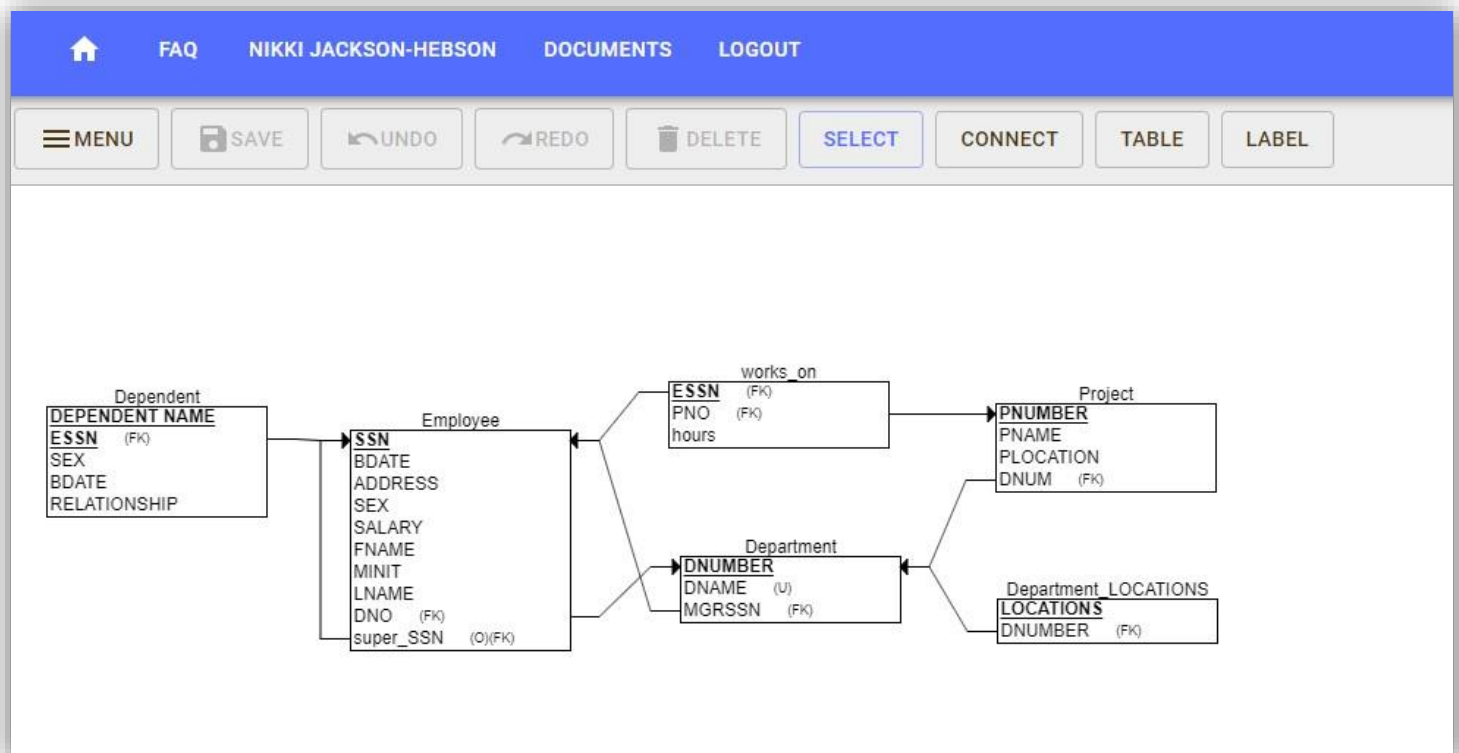 FAQ NIKKI JACKSON-HEBSON DOCUMENTS LOGOUT
MENU SAVE UNDO REDO DELETE SELECT CONNECT TABLE LABEL
Dependent
DEPENDENT NAME
ESSN (FK)
SEX
BDATE
RELATIONSHIP
Employee
SSN
BDATE
ADDRESS
SEX
SALARY
FNAME
MINIT
LNAME
DNO (FK)
super_SSN (O)(FK)
works_on
ESSN (FK)
PNO (FK)
hours
Department
DNUMBER
DNAME (U)
MGRSSN (FK)
Project
PNUMBER
PNAME
PLOCATION
DNUM (FK)
Department_LOCATIONS
LOCATIONS
DNUMBER (FK)